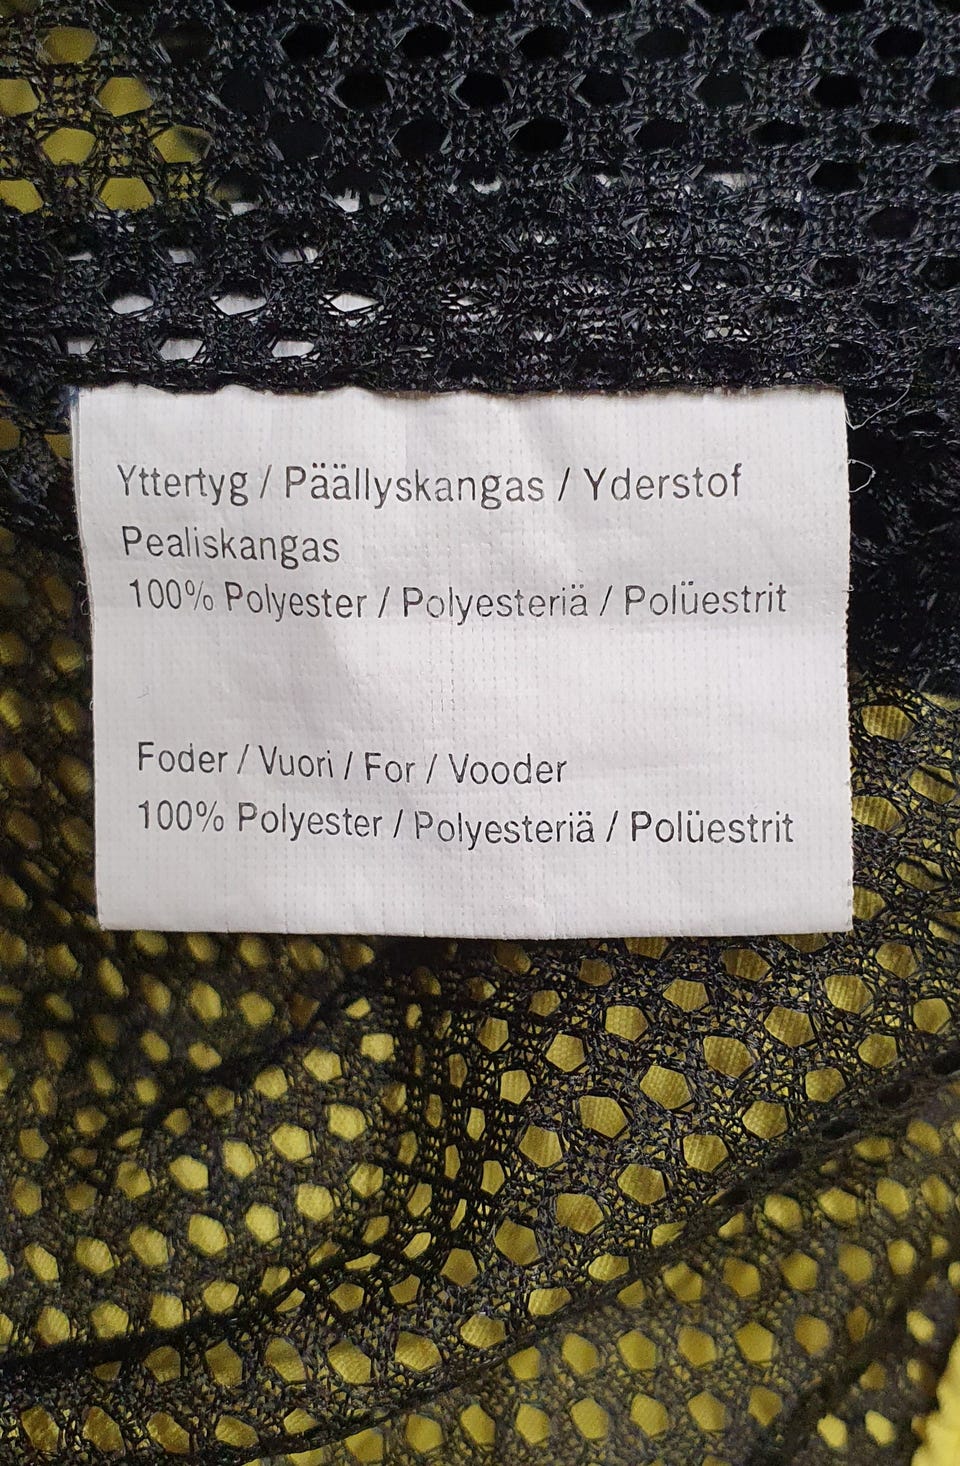 Yttertyg / Päällyskangas / Yderstof
Pealiskangas
100% Polyester / Polyesteriä / Polüestrit
Foder / Vuori / For / Vooder
100% Polyester / Polyesteriä / Polüestrit